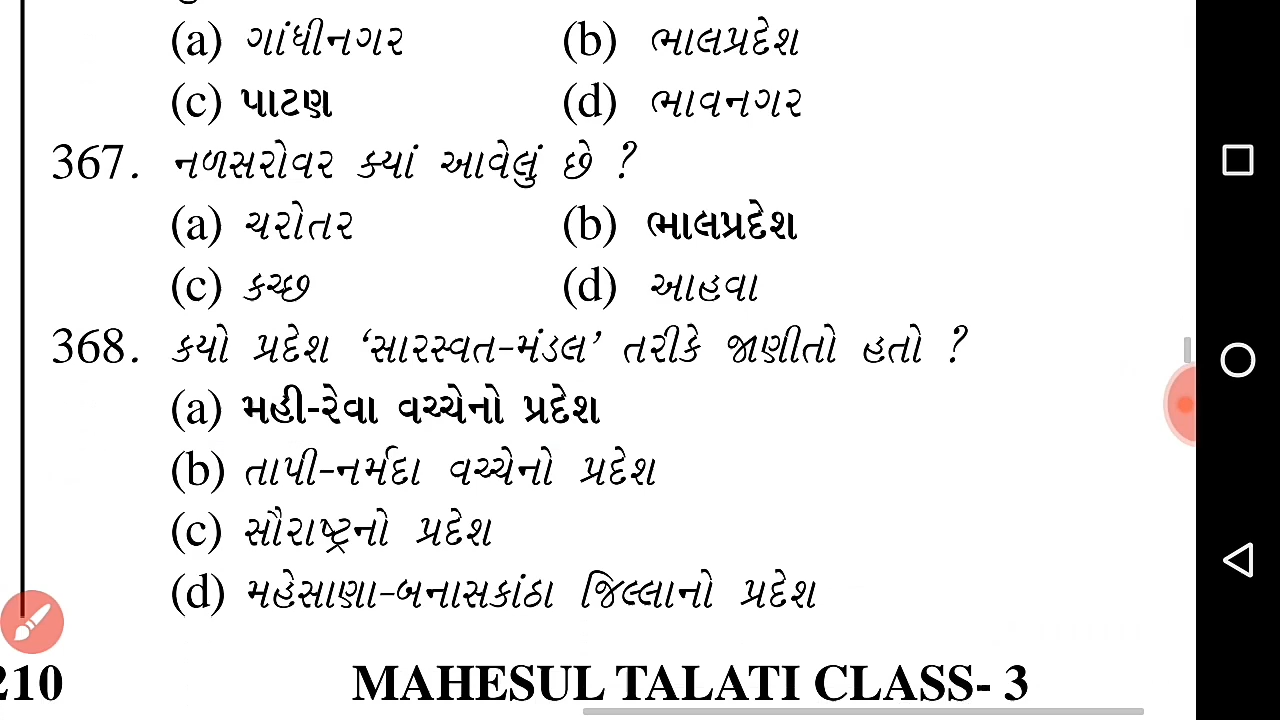 (a) ગાંધીનગર (b) ભાલપ્રદેશ
(c) પાટણ (d) ભાવનગર
367. નળસરોવર ક્યાં આવેલું છે ?
(a) ચરોતર (b) ભાલપ્રદેશ
(c) કચ્છ (d) આહવા
368. કયો પ્રદેશ ‘સારસ્વત-મંડલ’ તરીકે જાણીતો હતો ?
(a) મહી-રેવા વચ્ચેનો પ્રદેશ
(b) તાપી-નર્મદા વચ્ચેનો પ્રદેશ
(c) સૌરાષ્ટ્રનો પ્રદેશ
(d) મહેસાણા-બનાસકાંઠા જિલ્લાનો પ્રદેશ
210 MAHESUL TALATI CLASS- 3